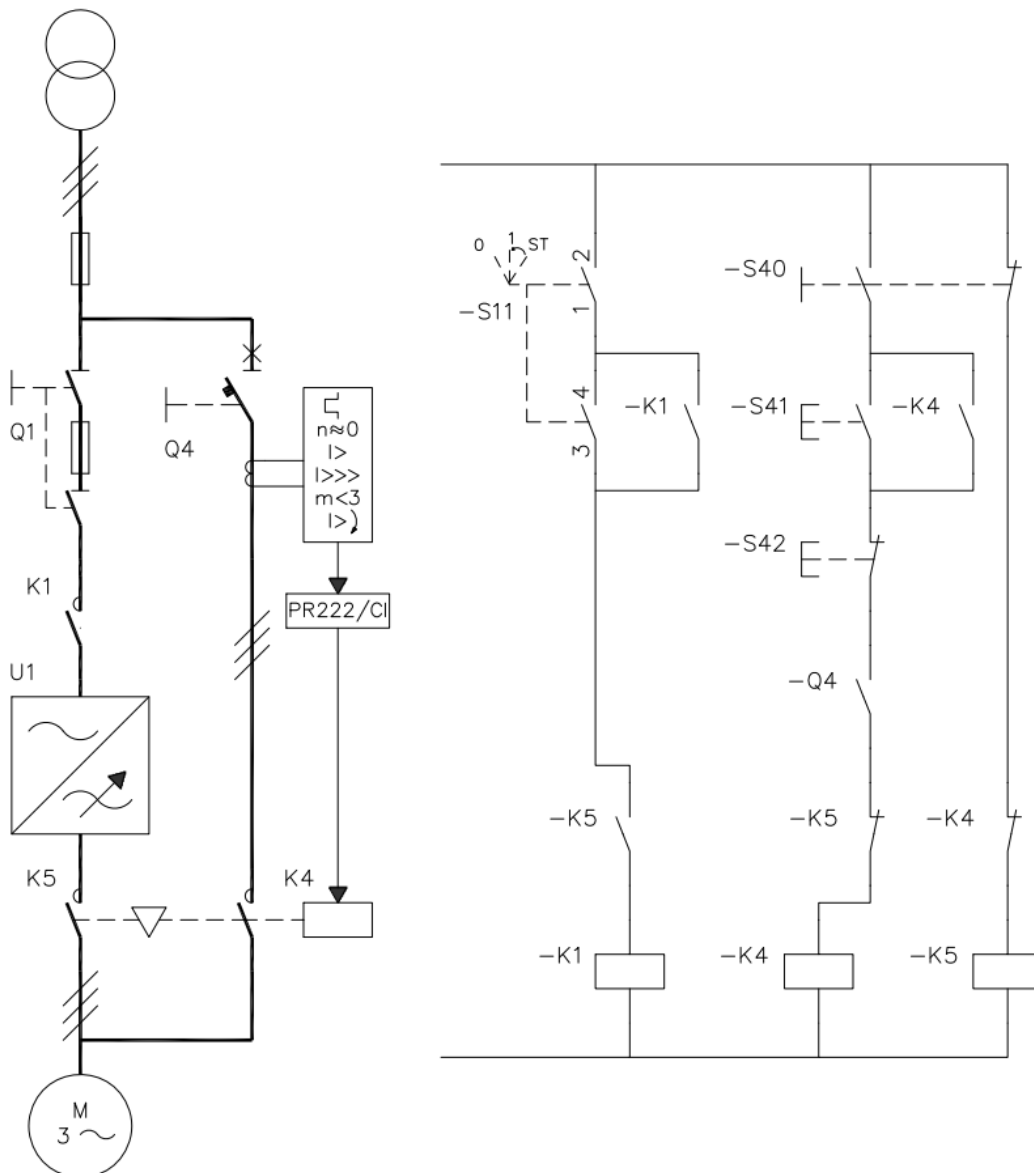 0 1 ST
2
-S11
1
4
-K1
3
-S40
-S41
-K4
-S42
-Q4
-K5
-K5
-K4
-K1
-K4
-K5
Q1
Q4
n≈0
I>
I>>>
m<3
I>
K1
PR222/CI
U1
K5
K4
M
3~